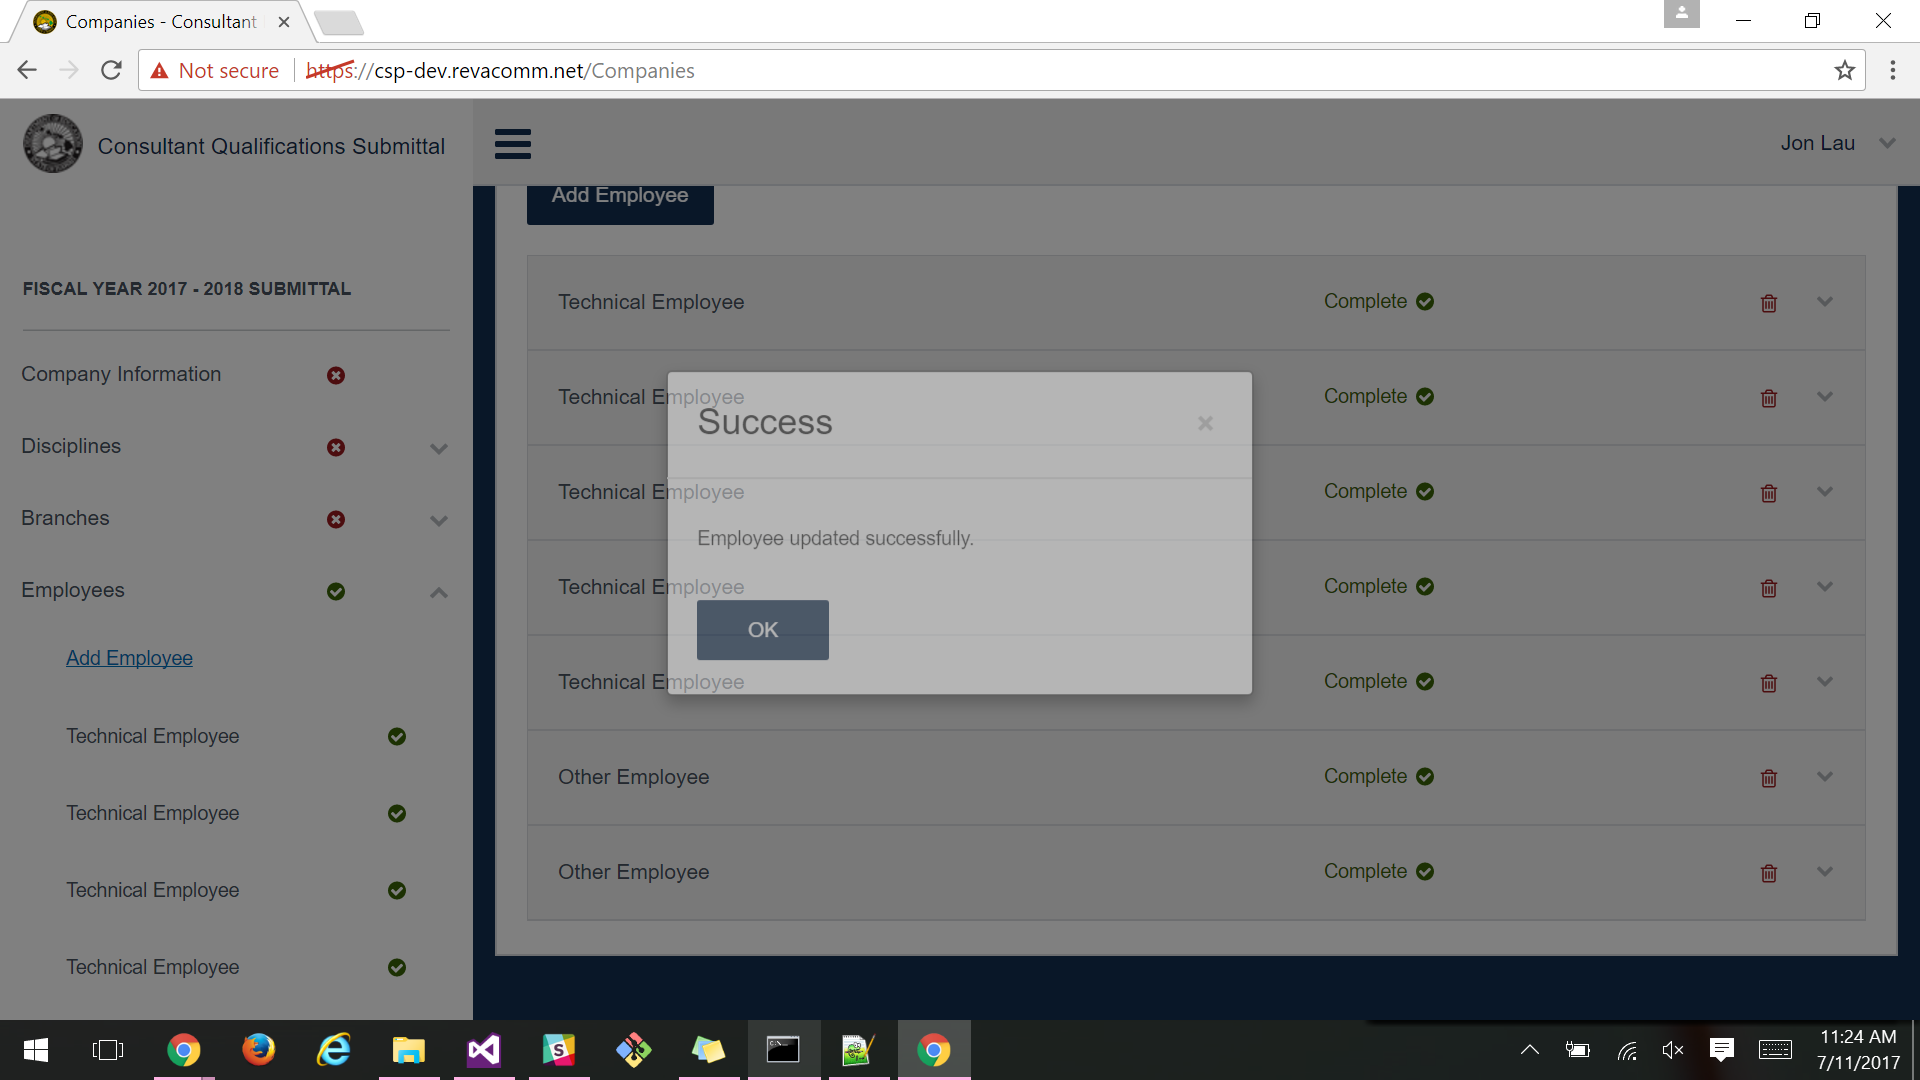 Companies - Consultant
Not secure https://csp-dev.revacomm.net/Companies
Consultant Qualifications Submittal
Jon Lau
Add Employee
FISCAL YEAR 2017 - 2018 SUBMITTAL
Company Information
Disciplines
Branches
Employees
Add Employee
Technical Employee
Technical Employee
Technical Employee
Technical Employee
Technical Employee Complete
Technical Employee Complete
Technical Employee Complete
Technical Employee Complete
Technical Employee Complete
Other Employee Complete
Other Employee Complete
Success
Employee updated successfully.
OK
11:24 AM
7/11/2017